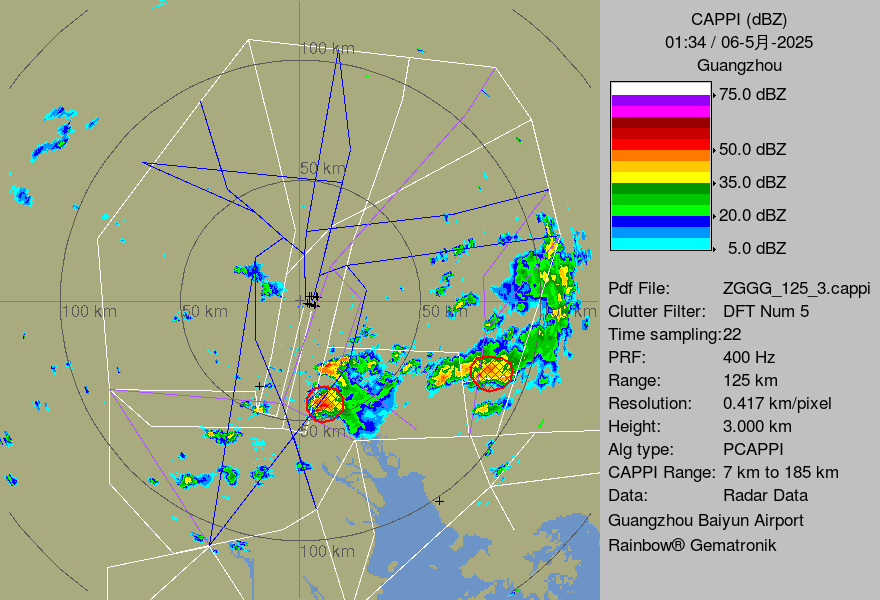 CAPPI (dBZ)
01:34 / 06-5月-2025
Guangzhou
75.0 dBZ
50.0 dBZ
35.0 dBZ
20.0 dBZ
5.0 dBZ
Pdf File: ZGGG_125_3.cappi
Clutter Filter: DFT Num 5
Time sampling:22
PRF: 400 Hz
Range: 125 km
Resolution: 0.417 km/pixel
Height: 3.000 km
Alg type: PCAPPI
CAPPI Range: 7 km to 185 km
Data: Radar Data
Guangzhou Baiyun Airport
Rainbow® Gematronik
100 km
50 km
100 km
50 km
50 km
km
50 km
100 km